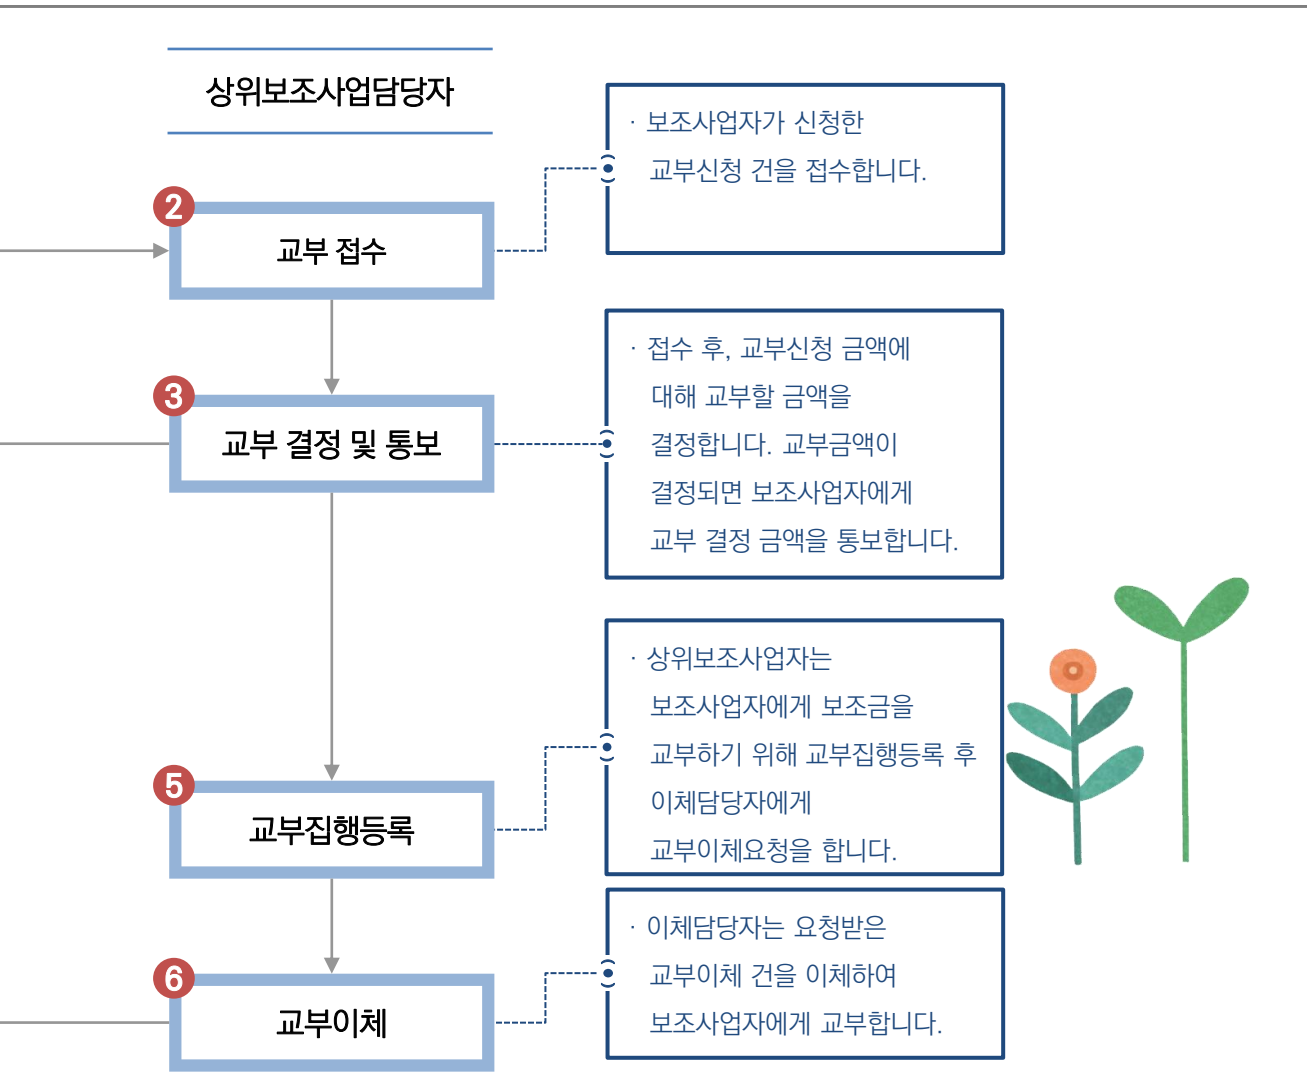 상위보조사업담당자
2
교부 접수
· 보조사업자가 신청한
교부신청 건을 접수합니다.
3
교부 결정 및 통보
· 접수 후, 교부신청 금액에
대해 교부할 금액을
결정합니다. 교부금액이
결정되면 보조사업자에게
교부 결정 금액을 통보합니다.
5
교부집행등록
· 상위보조사업자는
보조사업자에게 보조금을
교부하기 위해 교부집행등록 후
이체담당자에게
교부이체요청을 합니다.
6
교부이체
· 이체담당자는 요청받은
교부이체 건을 이체하여
보조사업자에게 교부합니다.